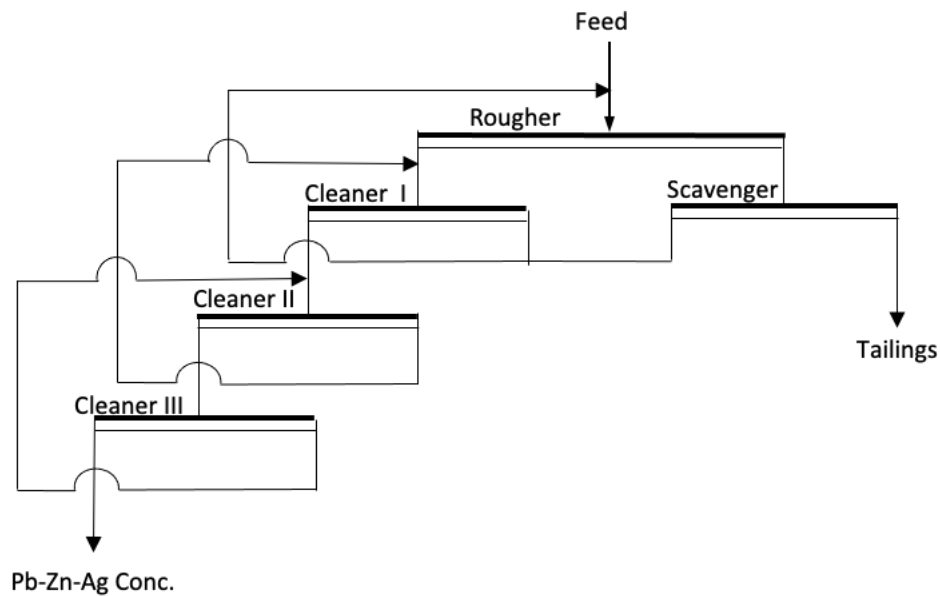 Feed
Rougher
Cleaner I
Scavenger
Cleaner II
Tailings
Cleaner III
Pb-Zn-Ag Conc.